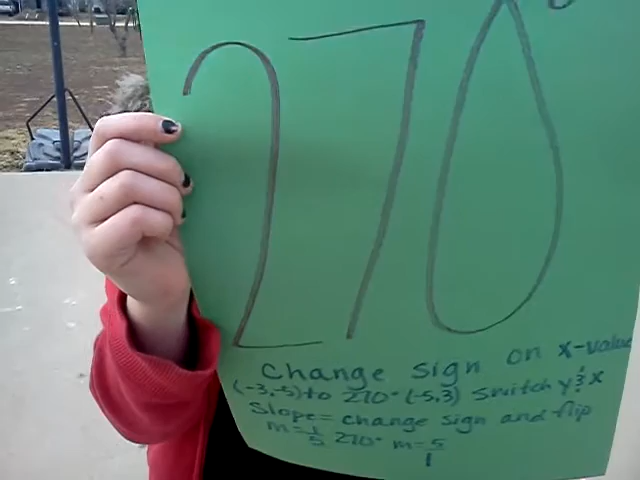 270°
Change sign on x-value
(-3,-5) to 270° (-5,3) switch y & x
Slope = change sign and flip
m = 1/5 270° m = 5/1